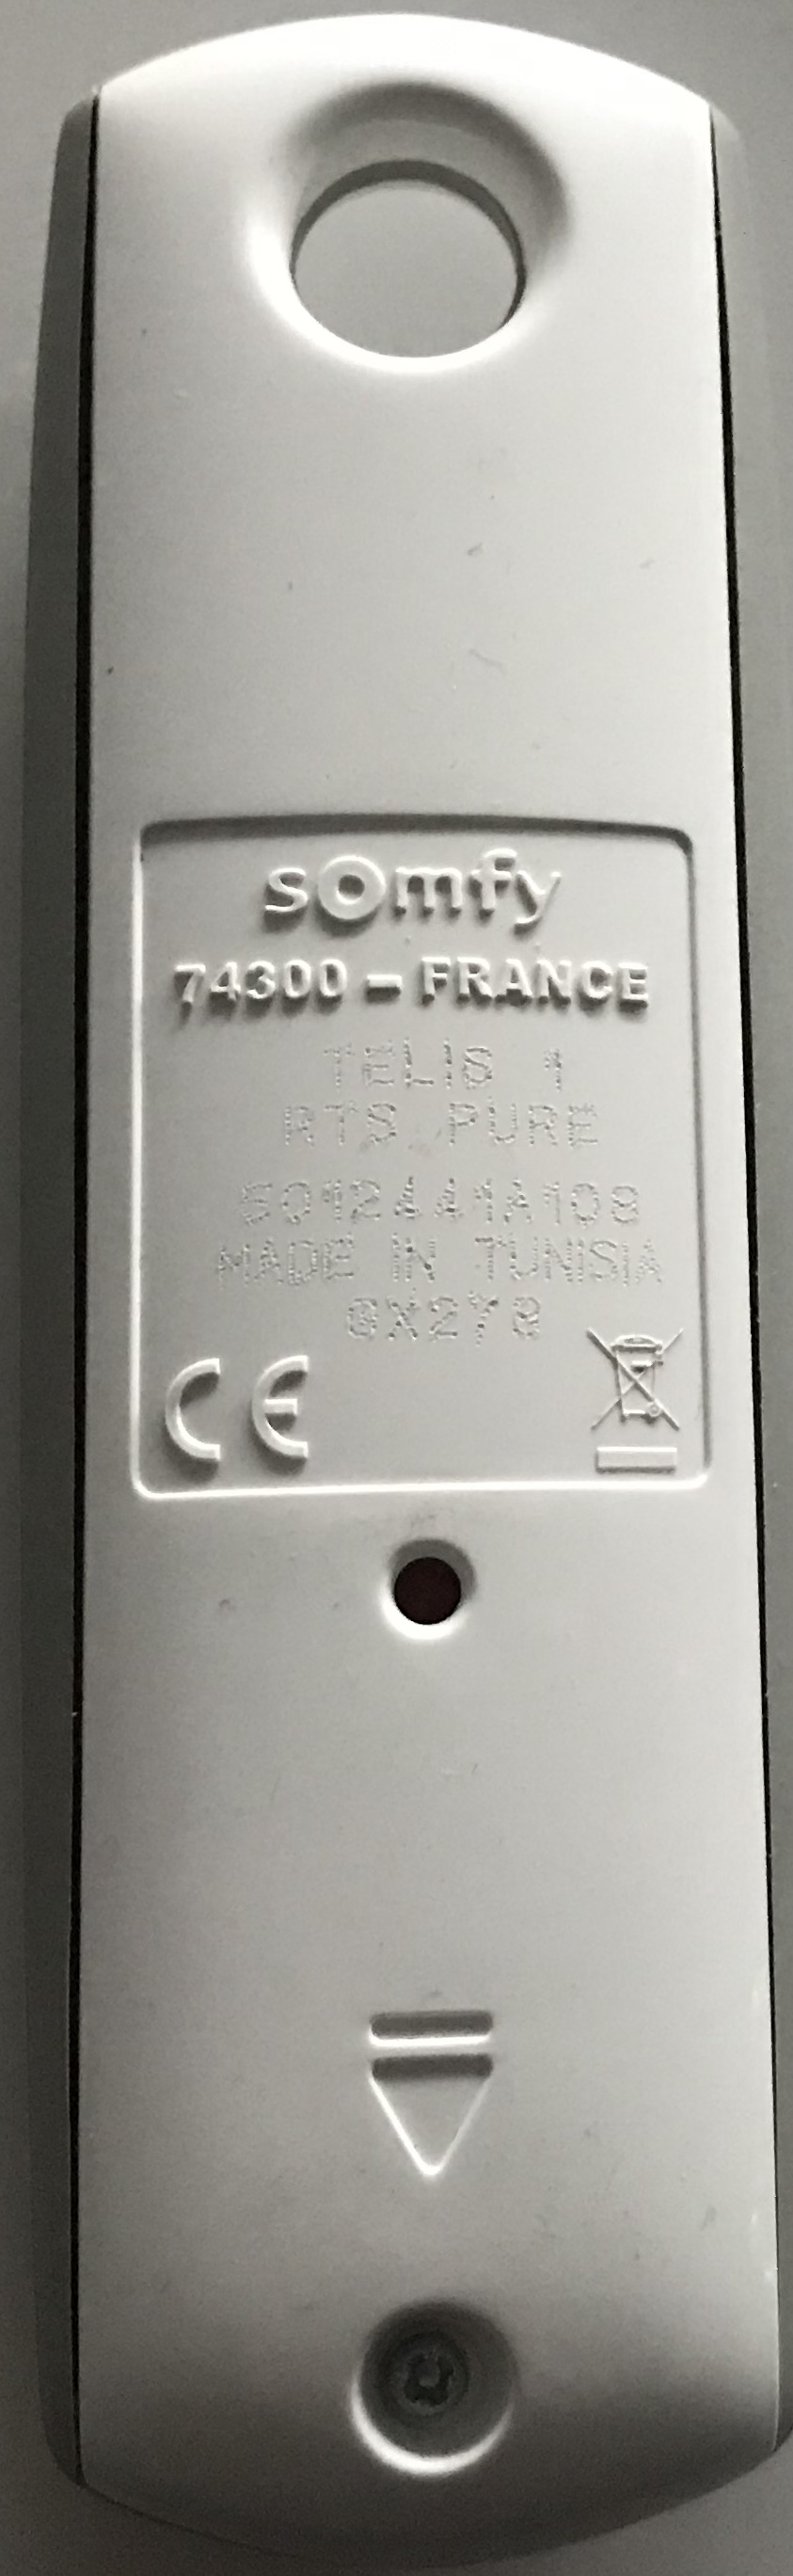 somfy
74300 - FRANCE
TELIS 1
RTS PURE
5012441A109
MADE IN TUNISIA
CE